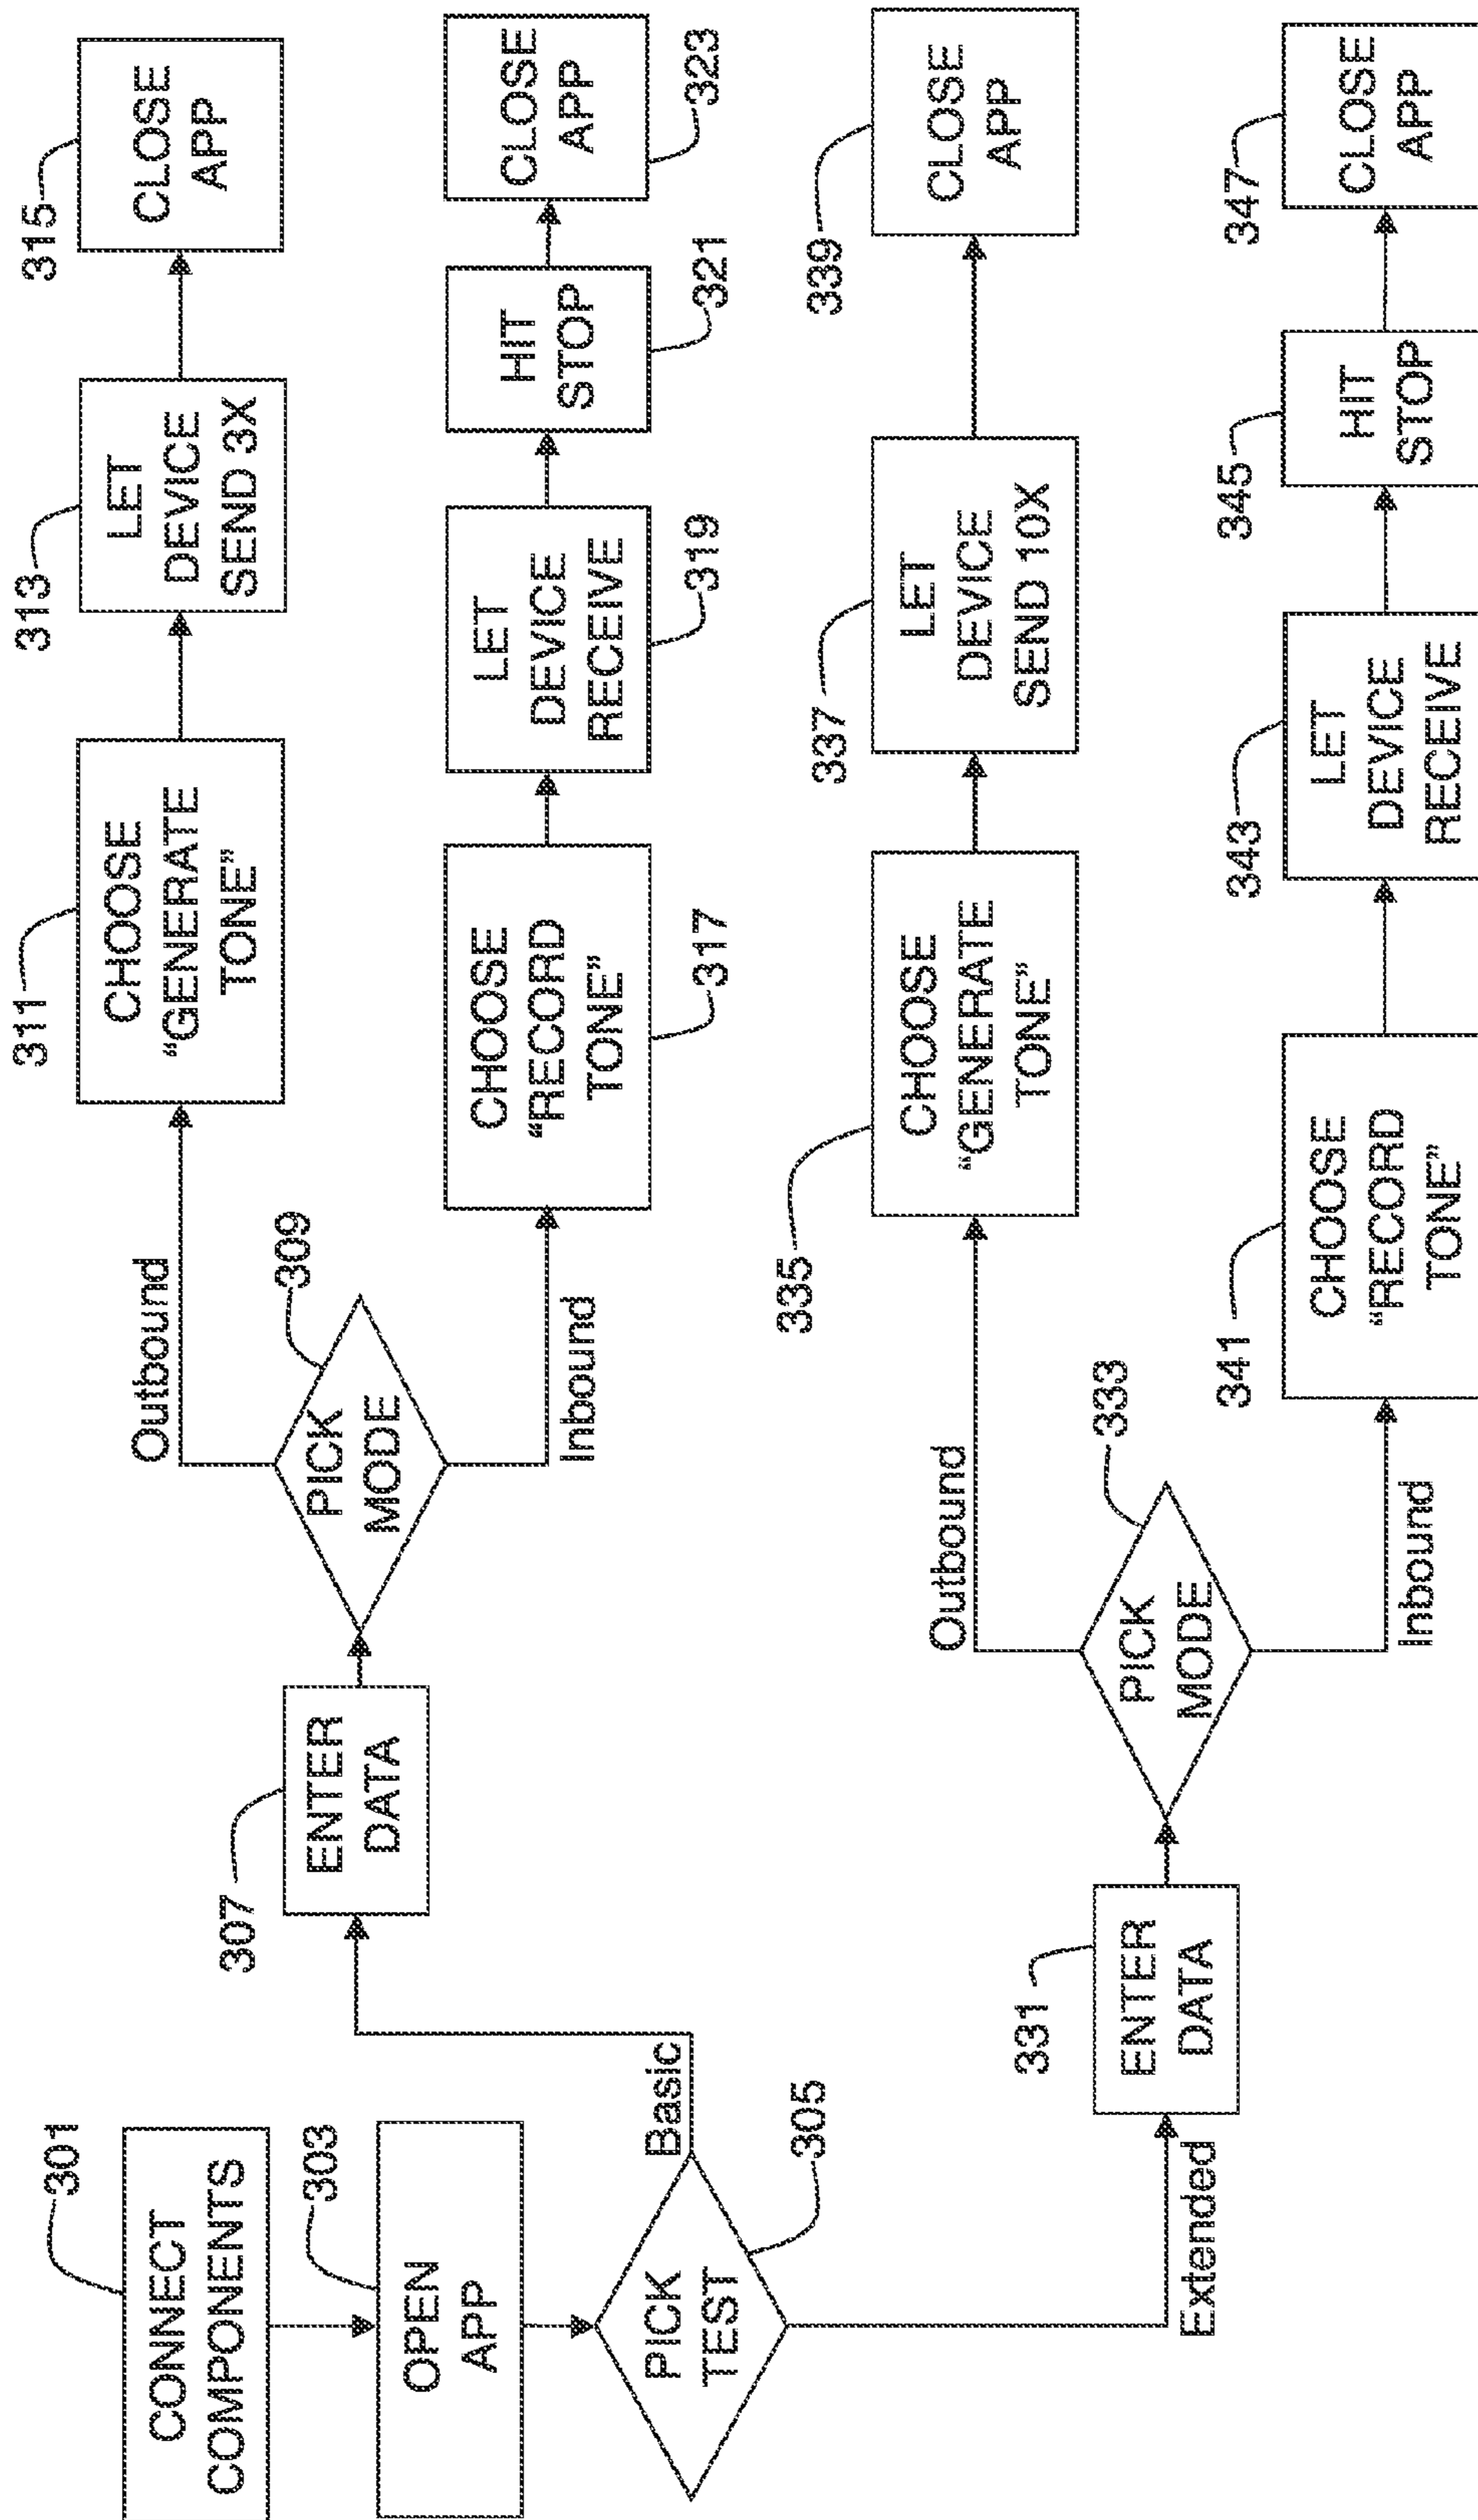 301
CONNECT
COMPONENTS
303
OPEN
APP
305
PICK
TEST
Basic
Extended
307
ENTER
DATA
309
PICK
MODE
Outbound
Inbound
311
CHOOSE
“GENERATE
TONE”
313
LET
DEVICE
SEND 3X
315
CLOSE
APP
CHOOSE
“RECORD
TONE”
317
LET
DEVICE
RECEIVE
319
HIT
STOP
321
CLOSE
APP
323
331
ENTER
DATA
333
PICK
MODE
Outbound
Inbound
335
CHOOSE
“GENERATE
TONE”
337
LET
DEVICE
SEND 10X
339
CLOSE
APP
341
CHOOSE
“RECORD
TONE”
343
LET
DEVICE
RECEIVE
345
HIT
STOP
347
CLOSE
APP